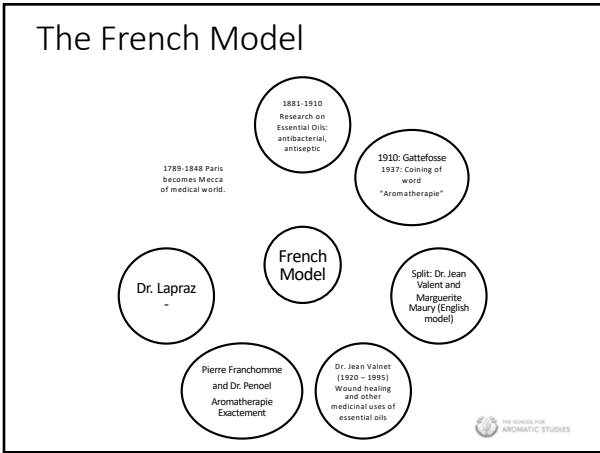 The French Model
1881-1910
Research on
Essential Oils:
antibacterial,
antiseptic
1910: Gattefosse
1937: Coining of
word
"Aromatherapie"
Split: Dr. Jean
Valent and
Marguerite
Maury (English
model)
Dr. Jean Valnet
(1920 – 1995)
Wound healing
and other
medicinal uses of
essential oils
Pierre Franchomme
and Dr. Penoel
Aromatherapie
Exactement
Dr. Lapraz
-
1789-1848 Paris
becomes Mecca
of medical world.
French
Model
THE SCHOOL FOR
AROMATIC STUDIES